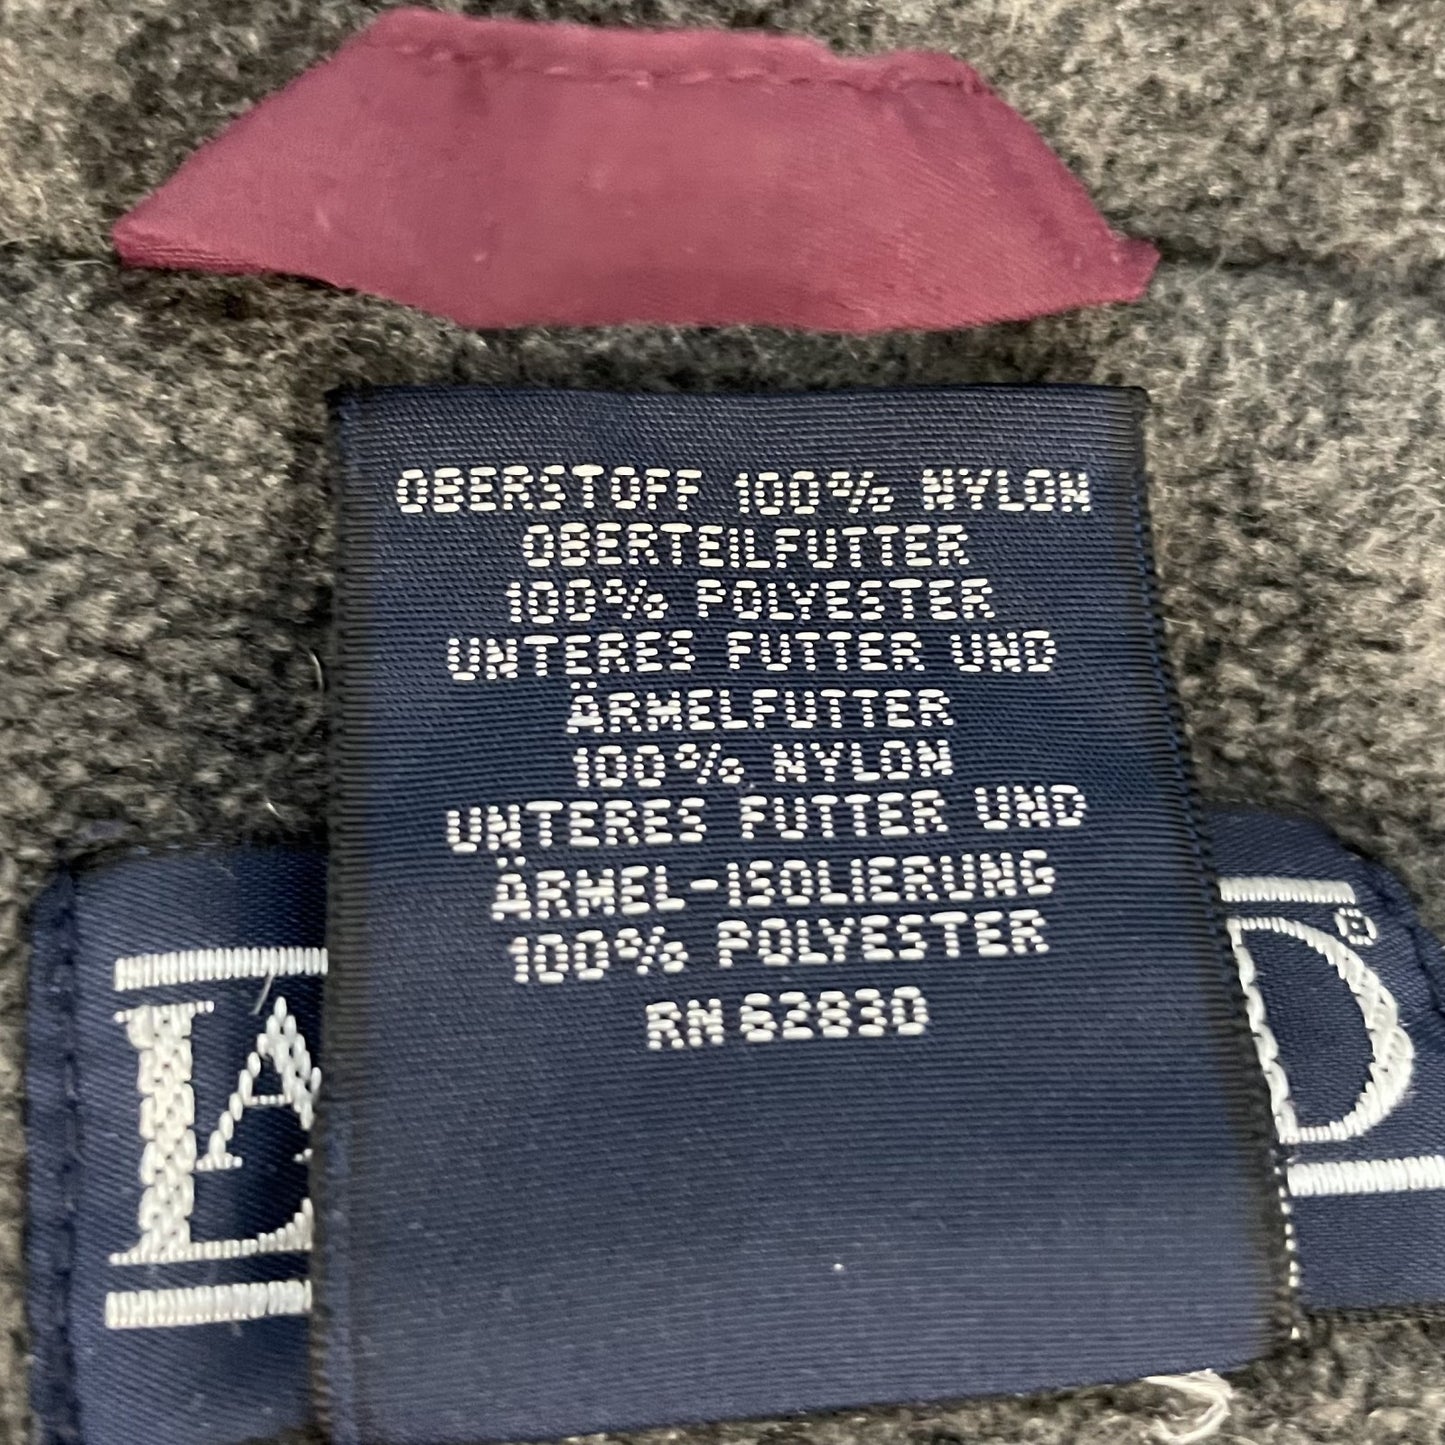 OBERSTOFF 100% NYLON
OBERTEILFUTTER
100% POLYESTER
UNTERES FUTTER UND
ÄRMELFUTTER
100% NYLON
UNTERES FUTTER UND
ÄRMEL-ISOLIERUNG
100% POLYESTER
RN 62830
LA D®